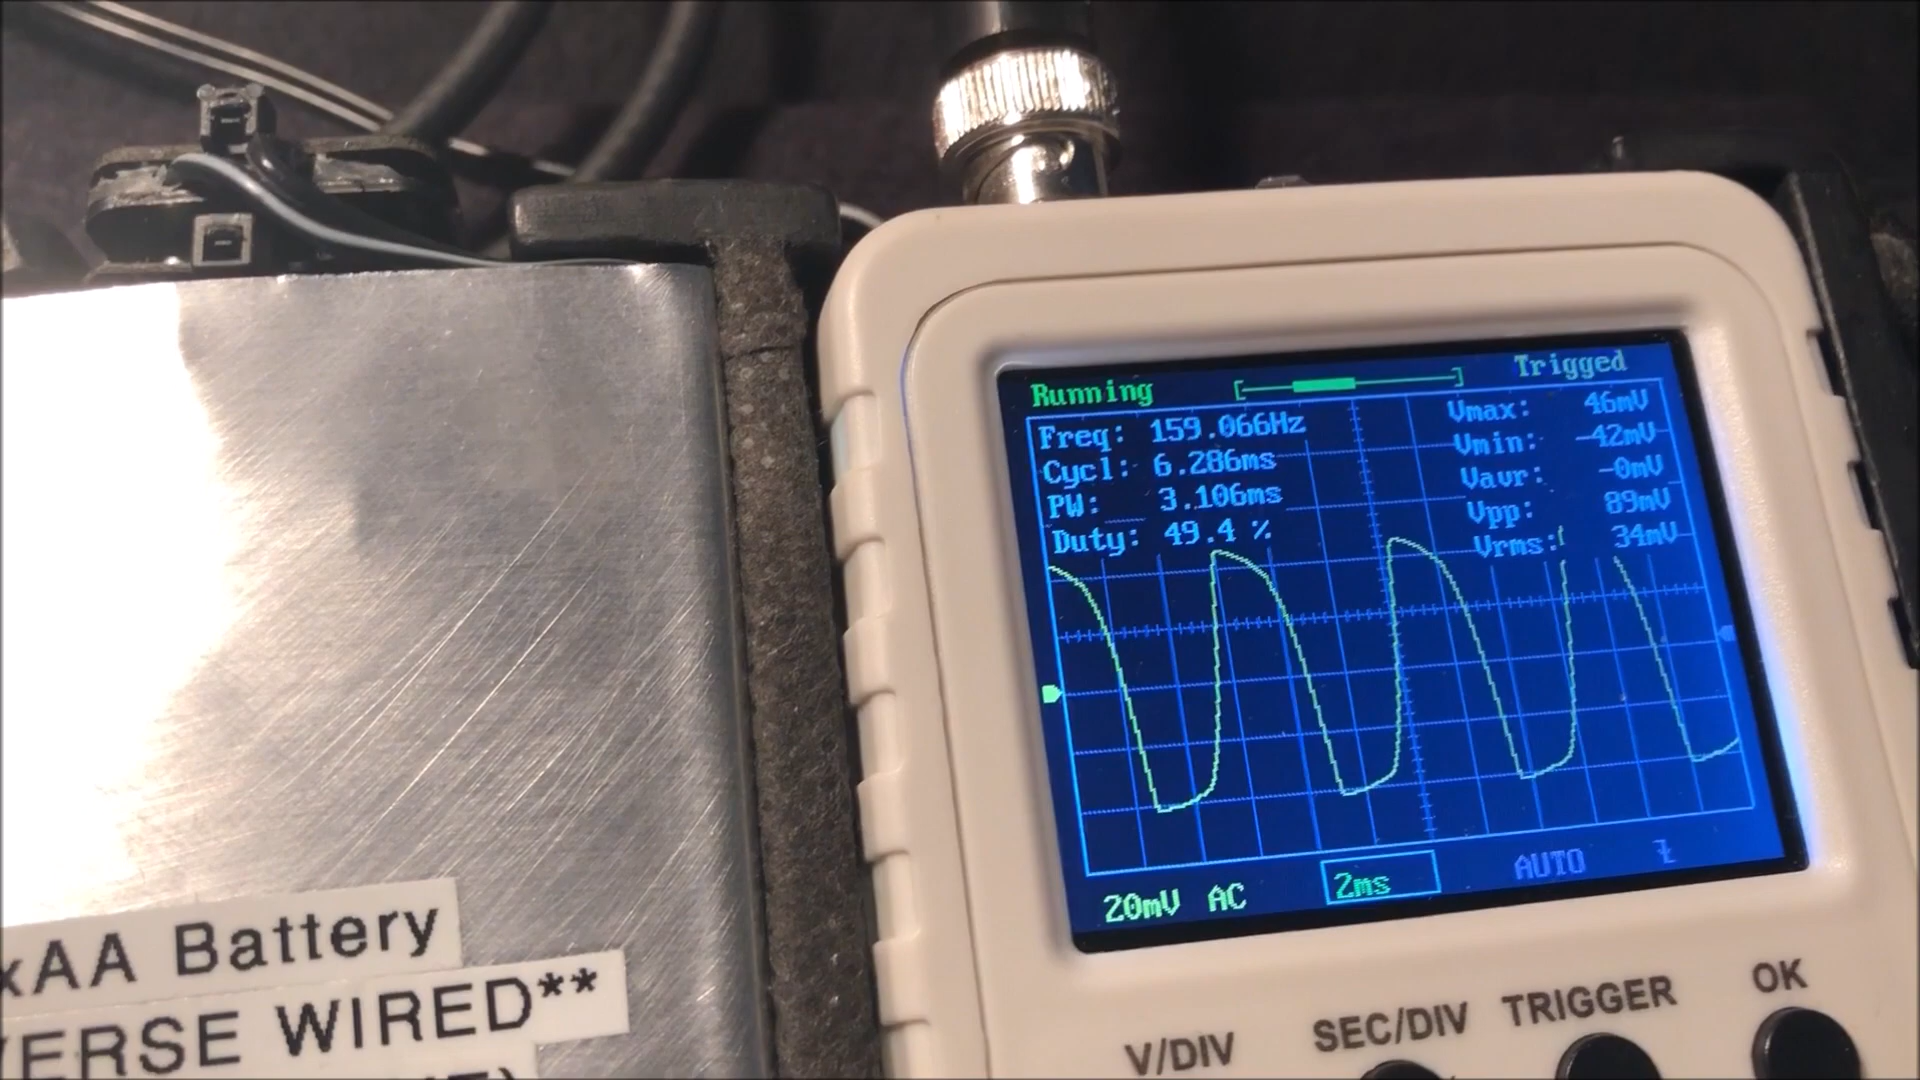 Running Trigged
Freq: 159.066Hz Vmax: 46mV
Cycl: 6.286ms Vmin: -42mV
PW: 3.106ms Vavr: -0mV
Duty: 49.4 % Vpp: 89mV
Vrms: 34mV
20mV AC 2ms AUTO
V/DIV SEC/DIV TRIGGER OK
xAA Battery
ERSE WIRED**